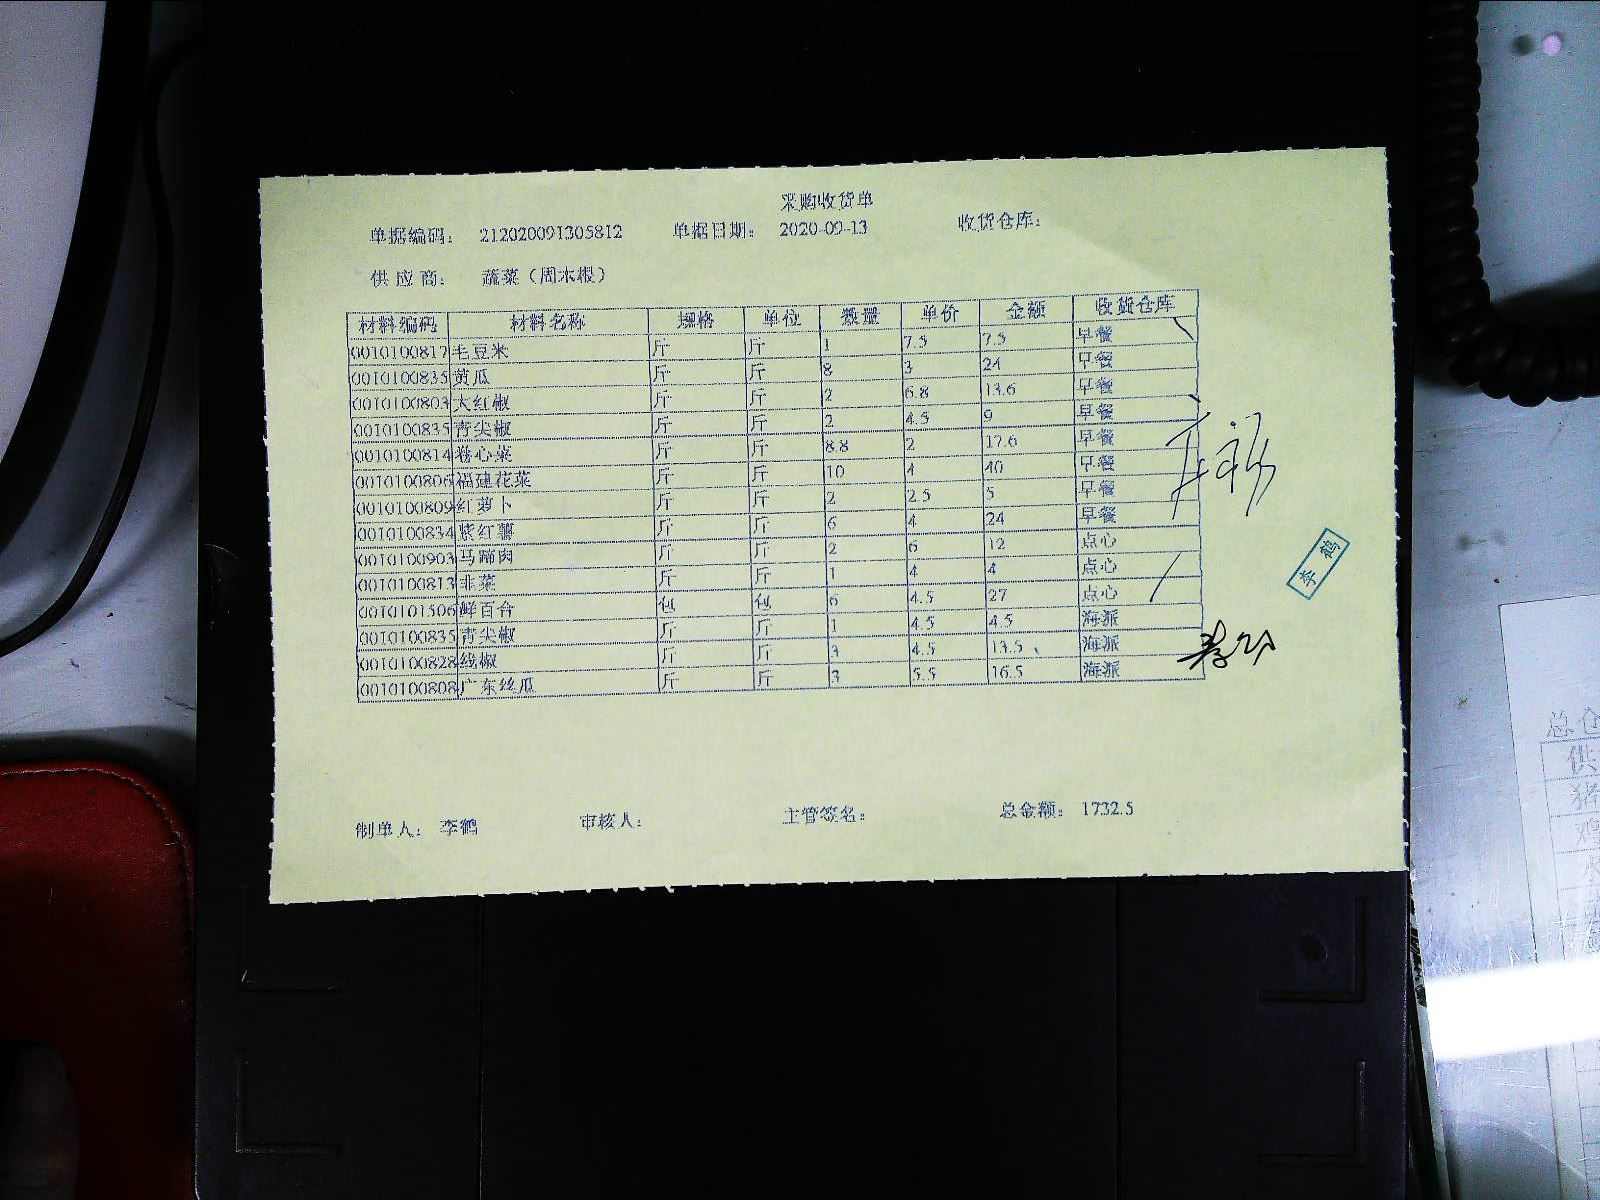 采购收货单
单据编码： 212020091305812 单据日期： 2020-09-13 收货仓库：
供 应 商： 蔬菜（周本根）
材料编码 材料名称 规格 单位 数量 单价 金额 收货仓库
0010100817 毛豆米 斤 斤 1 7.5 7.5 早餐
0010100835 黄瓜 斤 斤 8 3 24 早餐
0010100803 大红椒 斤 斤 2 6.8 13.6 早餐
0010100835 青尖椒 斤 斤 2 4.5 9 早餐
0010100814 卷心菜 斤 斤 8.8 2 17.6 早餐
0010100806 福建花菜 斤 斤 10 4 40 早餐
0010100809 红萝卜 斤 斤 2 2.5 5 早餐
0010100834 紫红薯 斤 斤 6 4 24 早餐
0010100903 马蹄肉 斤 斤 2 6 12 点心
0010100813 韭菜 斤 斤 1 4 4 点心
0010101506 鲜百合 包 包 6 4.5 27 点心
0010100835 青尖椒 斤 斤 1 4.5 4.5 海派
0010100828 线椒 斤 斤 3 4.5 13.5 海派
0010100808 广东丝瓜 斤 斤 3 5.5 16.5 海派
李鹤
制单人： 李鹤 审核人： 主管签名： 总金额： 1732.5
总仓
供
猪
鸡